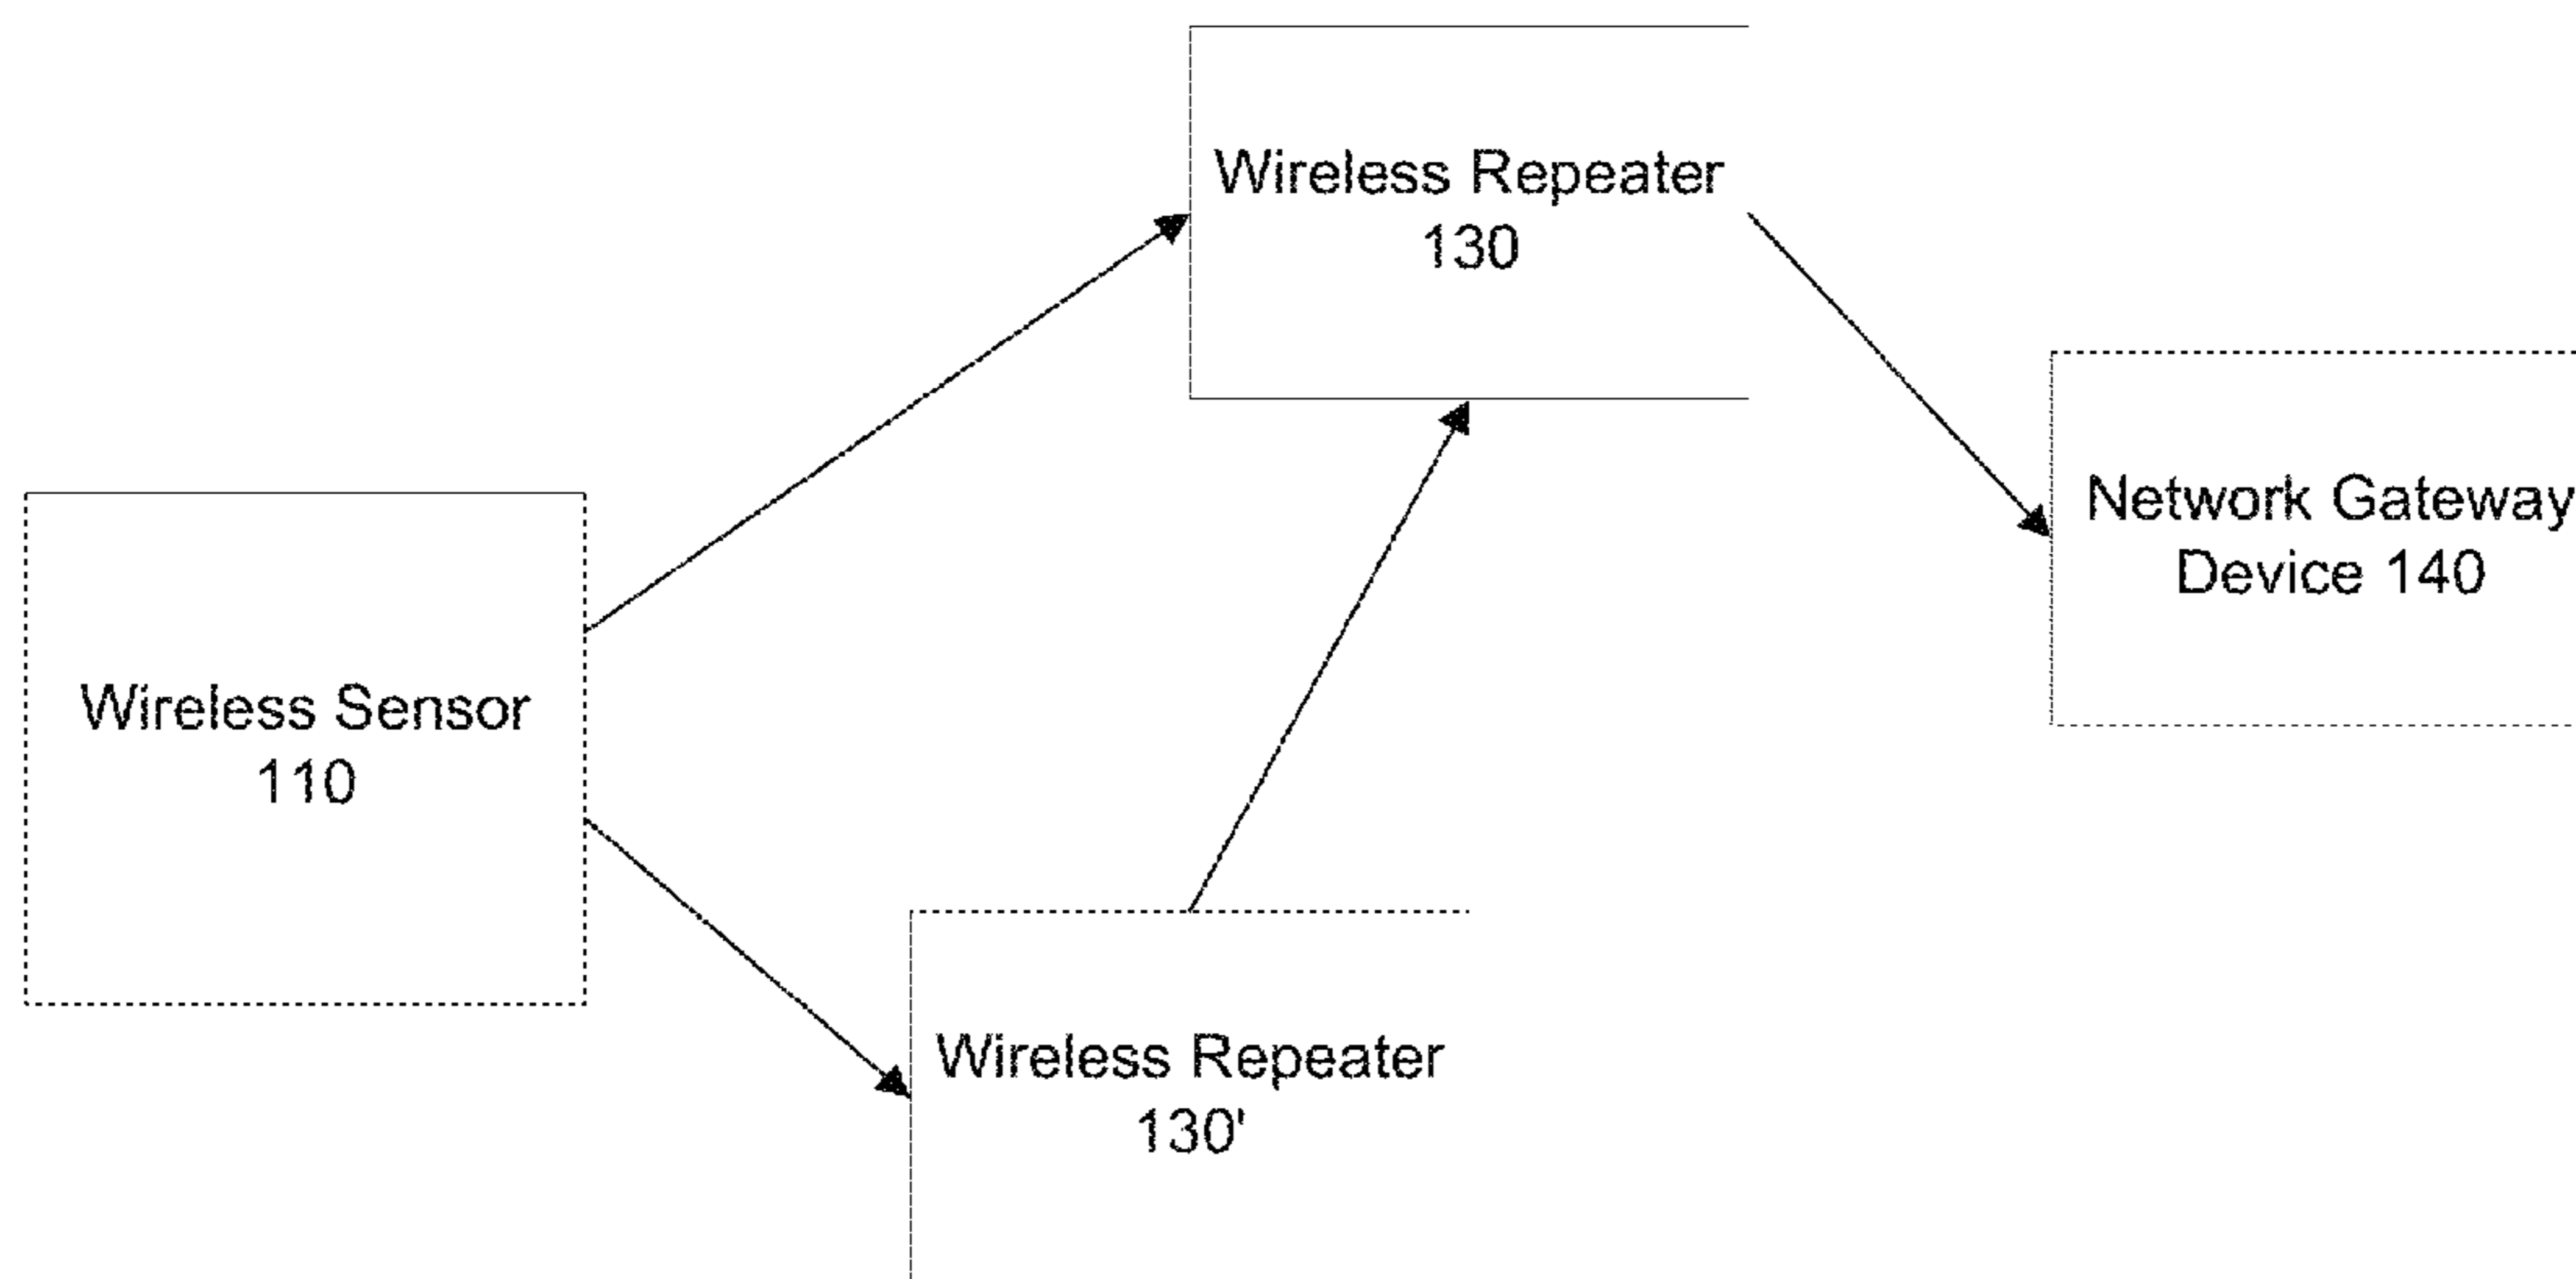 Wireless Repeater
130
Network Gateway
Device 140
Wireless Sensor
110
Wireless Repeater
130'